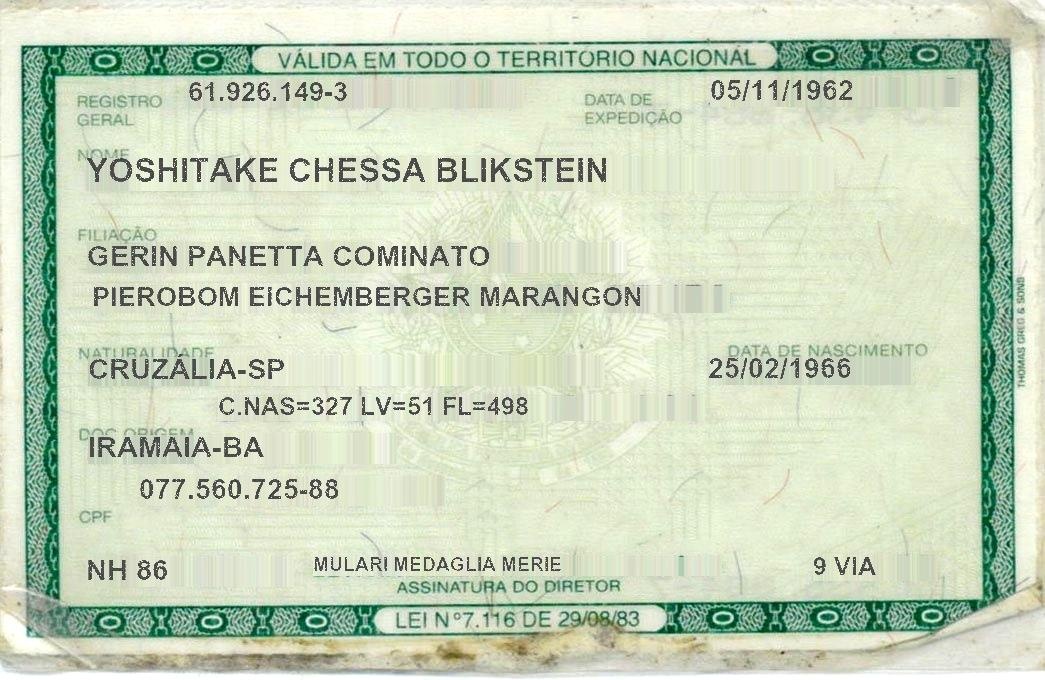 VÁLIDA EM TODO O TERRITÓRIO NACIONAL
REGISTRO GERAL 61.926.149-3 DATA DE EXPEDIÇÃO 05/11/1962
NOME
YOSHITAKE CHESSA BLIKSTEIN
FILIAÇÃO
GERIN PANETTA COMINATO
PIEROBOM EICHEMBERGER MARANGON
NATURALIDADE DATA DE NASCIMENTO
CRUZÁLIA-SP 25/02/1966
C.NAS=327 LV=51 FL=498
DOC ORIGEM
IRAMAIA-BA
077.560.725-88
CPF
NH 86 MULARI MEDAGLIA MERIE 9 VIA
ASSINATURA DO DIRETOR
LEI Nº7.116 DE 29/08/83
THOMAS GREG & SONS